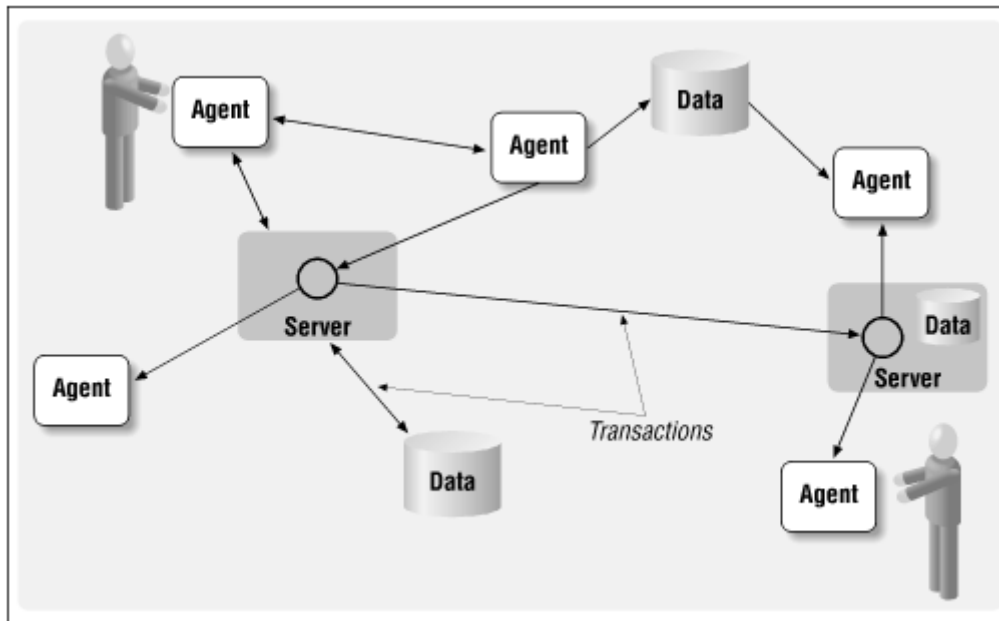 Agent
Agent
Data
Agent
Server
Data
Server
Agent
Transactions
Data
Agent